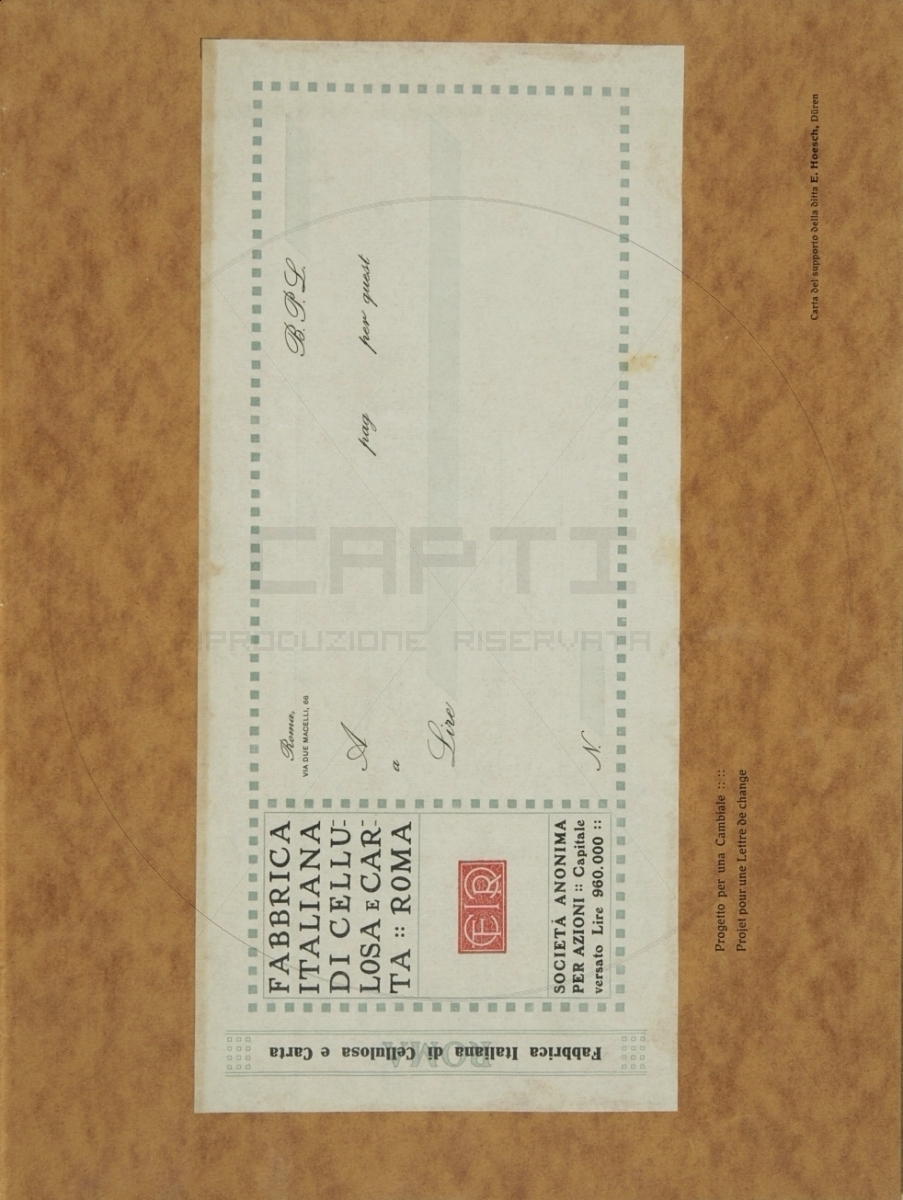 FABBRICA
ITALIANA
DI CELLU-
LOSA E CAR-
TA :: ROMA
CFIR
SOCIETÁ ANONIMA
PER AZIONI :: Capitale
versato Lire 960.000 ::
Roma,
VIA DUE MACELLI, 66
B. P. L.
A
pag per quest
a
Lire
N.
Fabbrica Italiana di Cellulosa e Carta
ROMA
Progetto per una Cambiale :: ::
Projet pour une Lettre de change
Carta del supporto della ditta E. Hoesch, Düren
CAPTI
RIPRODUZIONE RISERVATA